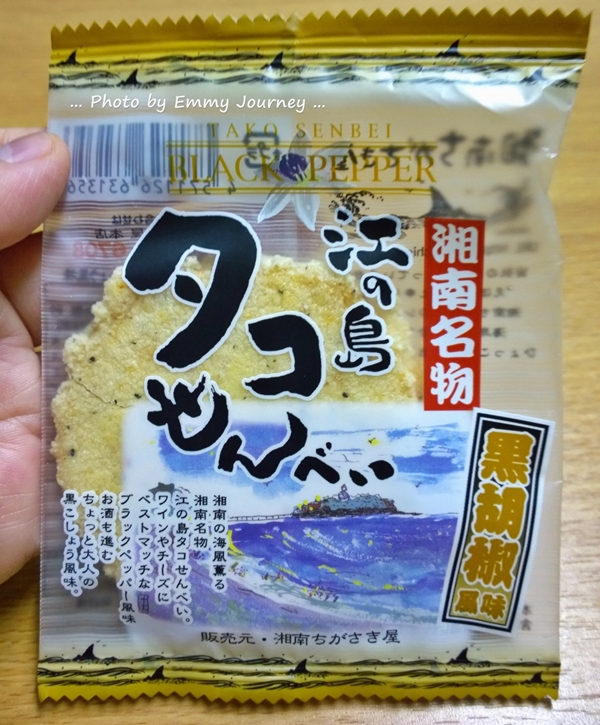 ... Photo by Emmy Journey ...
TAKO SENBEI
BLACK PEPPER
江の島
タコ
せんべい
湘南名物
黒胡椒
風味
湘南の海風薫る
湘南名物、
江の島タコせんべい。
ワインやチーズに
ベストマッチな
ブラックペッパー風味
お酒も進む
ちょっと大人の
黒こしょう風味。
販売元・湘南ちがさき屋